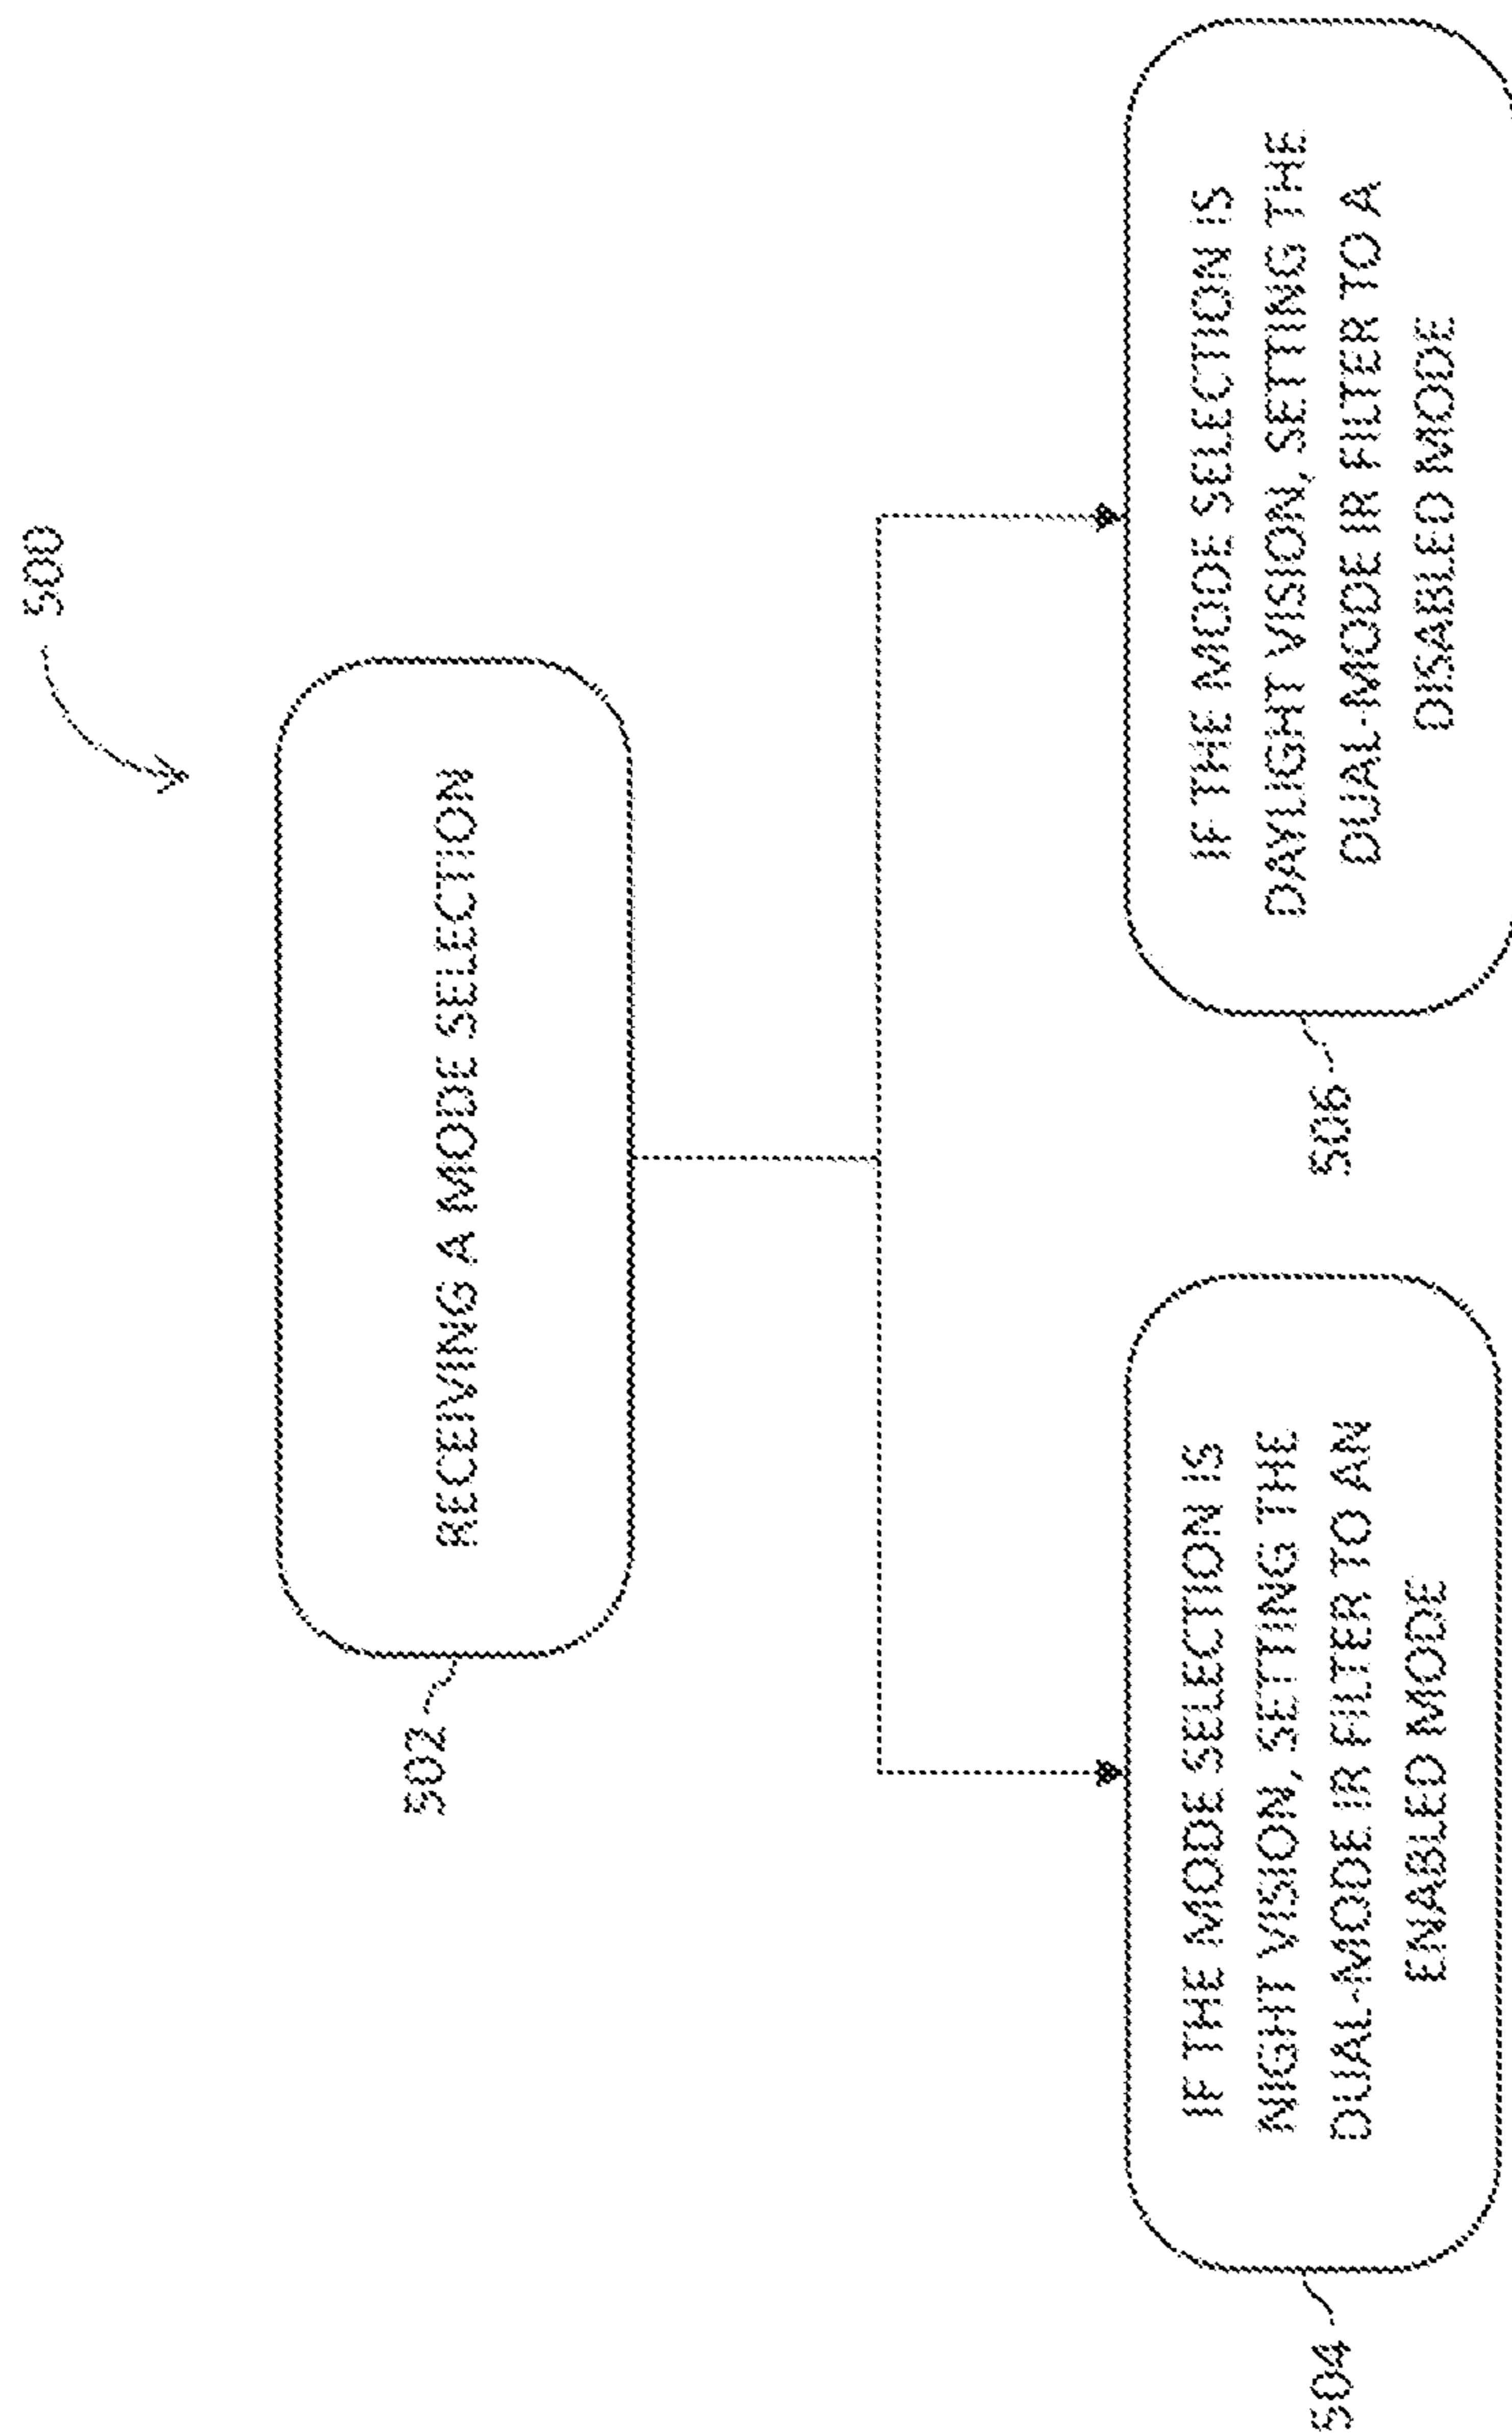 500
RECEIVING A MODE SELECTION
502
IF THE MODE SELECTION IS
NIGHT VISION, SETTING THE
DUAL-MODE IR FILTER TO AN
ENABLED MODE
504
IF THE MODE SELECTION IS
DAYLIGHT VISION, SETTING THE
DUAL-MODE IR FILTER TO A
DISABLED MODE
506